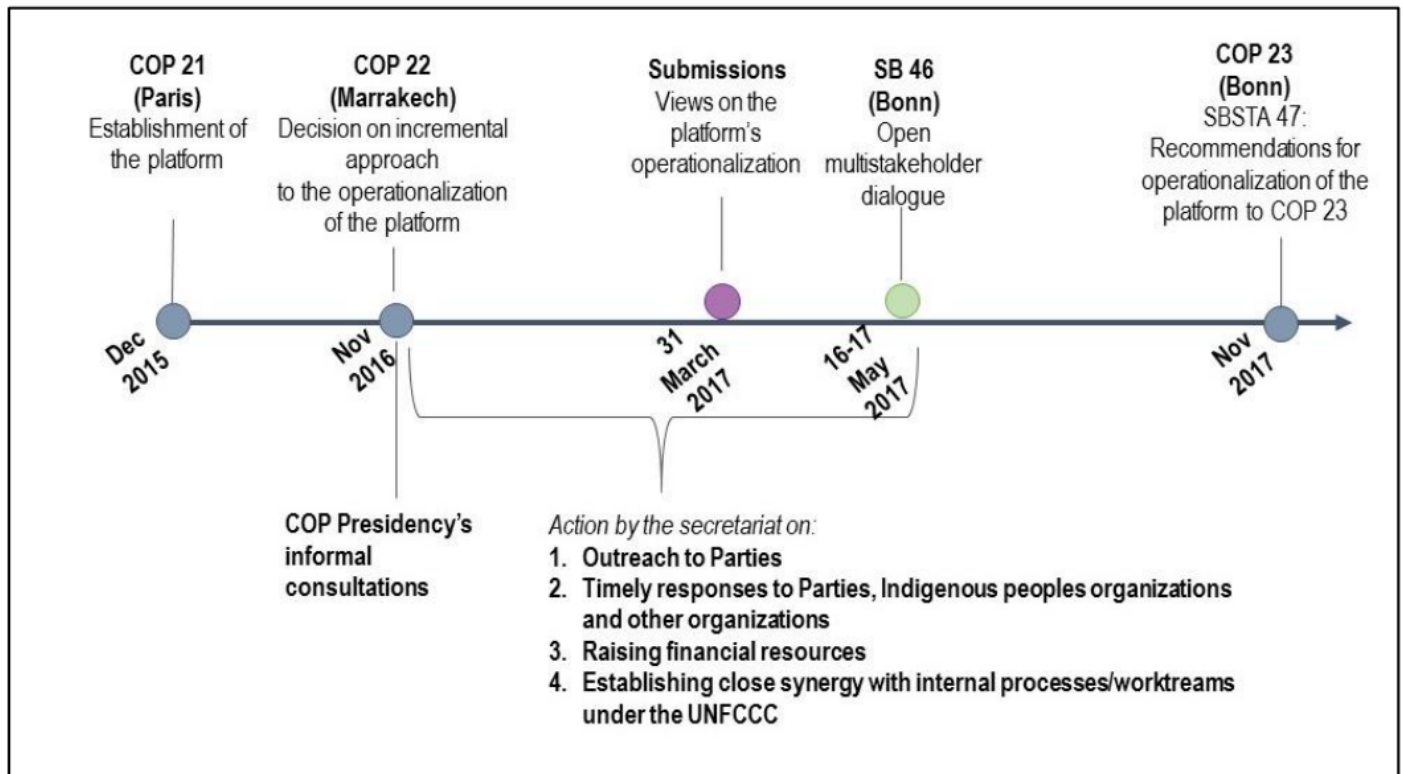 COP 21
(Paris)
Establishment of
the platform
COP 22
(Marrakech)
Decision on incremental
approach
to the operationalization
of the platform
Submissions
Views on the
platform's
operationalization
SB 46
(Bonn)
Open
multistakeholder
dialogue
COP 23
(Bonn)
SBSTA 47:
Recommendations for
operationalization of the
platform to COP 23
Dec
2015
Nov
2016
31
March
2017
16-17
May
2017
Nov
2017
COP Presidency's
informal
consultations
Action by the secretariat on:
1. Outreach to Parties
2. Timely responses to Parties, Indigenous peoples organizations
and other organizations
3. Raising financial resources
4. Establishing close synergy with internal processes/worktreams
under the UNFCCC